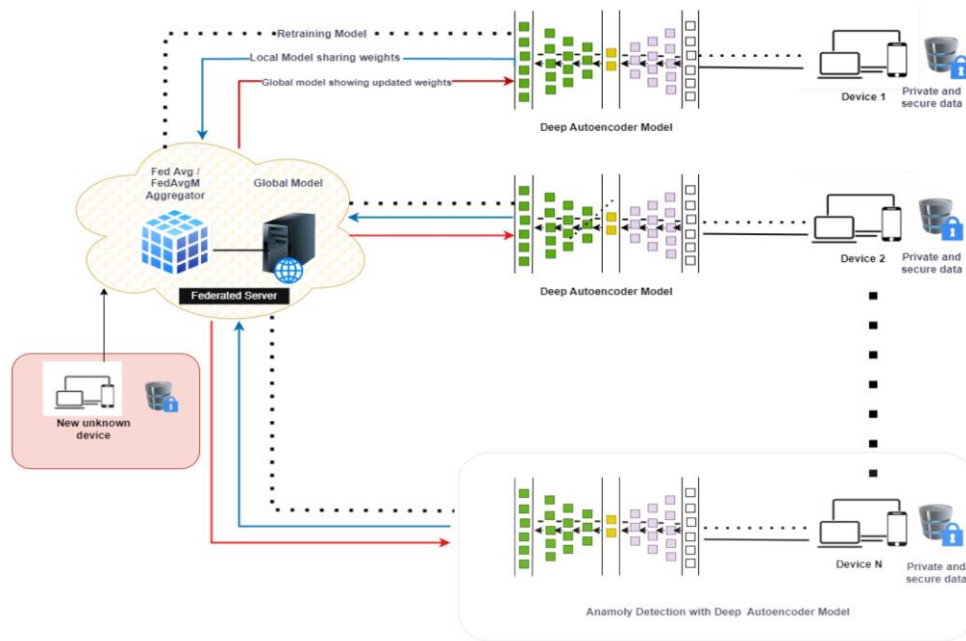 Retraining Model
Local Model sharing weights
Global model showing updated weights
Deep Autoencoder Model
Device 1
Private and
secure data
Fed Avg /
FedAvgM
Aggregator
Global Model
Federated Server
Deep Autoencoder Model
Device 2
Private and
secure data
New unknown
device
Device N
Private and
secure data
Anamoly Detection with Deep Autoencoder Model